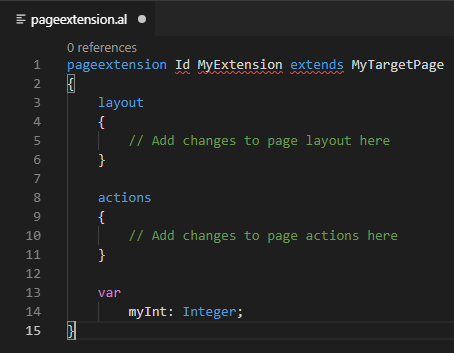 pageextension.al
0 references
1 pageextension Id MyExtension extends MyTargetPage
2 {
3 layout
4 {
5 // Add changes to page layout here
6 }
7
8 actions
9 {
10 // Add changes to page actions here
11 }
12
13 var
14 myInt: Integer;
15 }